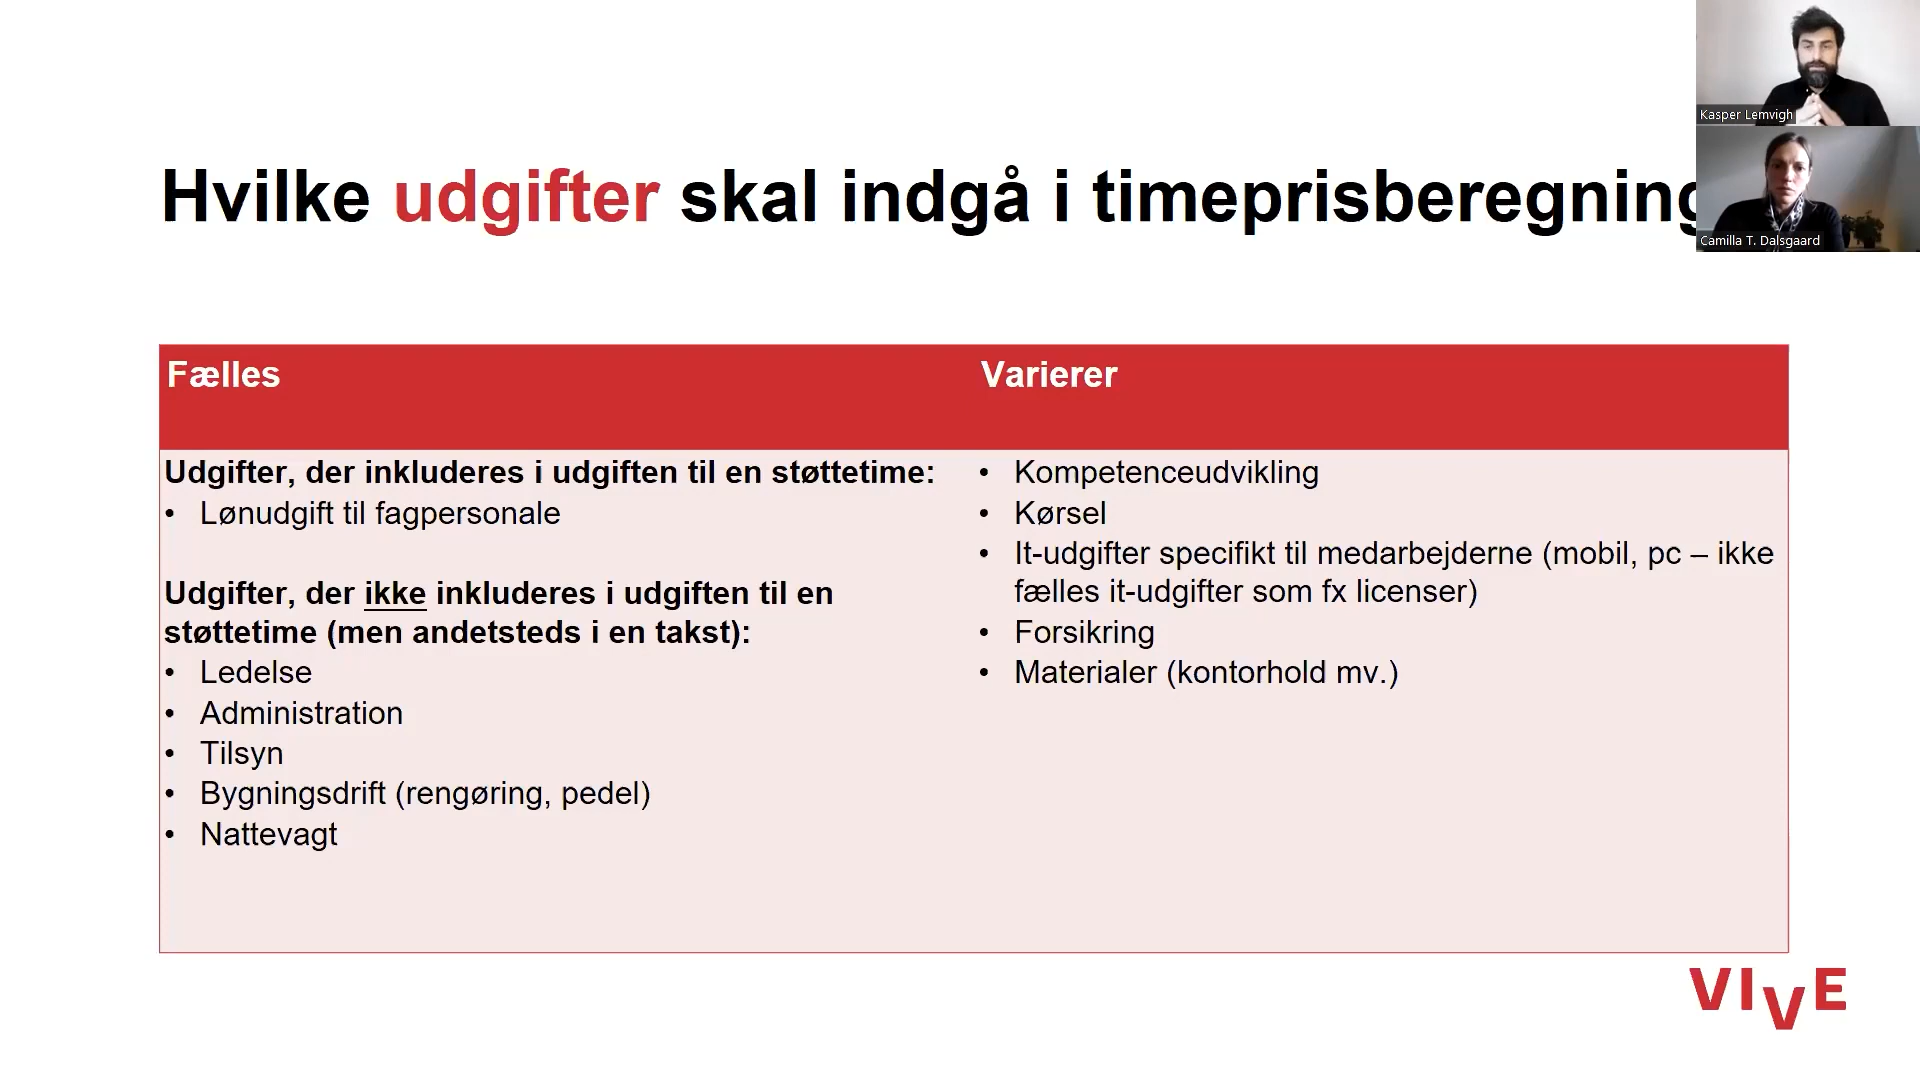 Kasper Lemvigh
Camilla T. Dalsgaard
Hvilke udgifter skal indgå i timeprisberegning
Fælles
Varierer
Udgifter, der inkluderes i udgiften til en støttetime:
• Lønudgift til fagpersonale
Udgifter, der ikke inkluderes i udgiften til en
støttetime (men andetsteds i en takst):
• Ledelse
• Administration
• Tilsyn
• Bygningsdrift (rengøring, pedel)
• Nattevagt
• Kompetenceudvikling
• Kørsel
• It-udgifter specifikt til medarbejderne (mobil, pc – ikke
fælles it-udgifter som fx licenser)
• Forsikring
• Materialer (kontorhold mv.)
VIVE